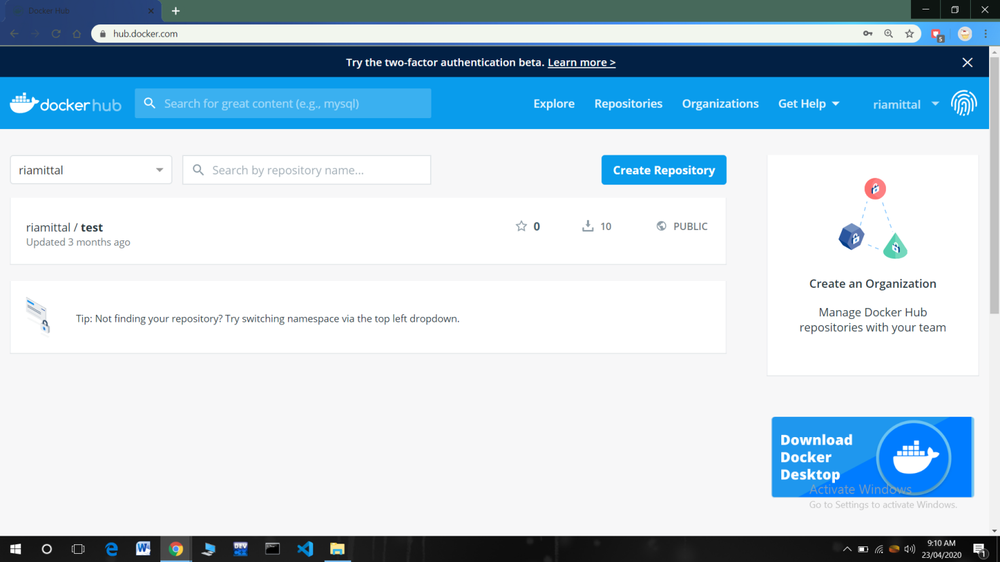 Docker Hub
hub.docker.com
5
Try the two-factor authentication beta. Learn more >
docker hub
Search for great content (e.g., mysql)
Explore
Repositories
Organizations
Get Help
riamittal
riamittal
Search by repository name...
Create Repository
riamittal / test
Updated 3 months ago
0
10
PUBLIC
Tip: Not finding your repository? Try switching namespace via the top left dropdown.
Create an Organization
Manage Docker Hub
repositories with your team
Download
Docker
Desktop
Activate Windows
Go to Settings to activate Windows.
DEV
9:10 AM
23/04/2020
1